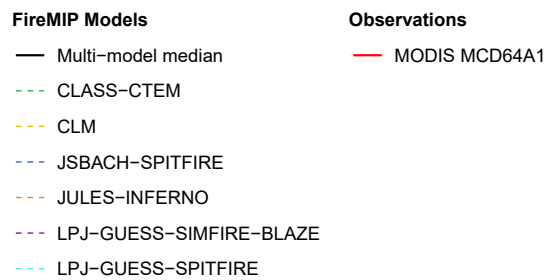 FireMIP Models
Multi−model median
CLASS−CTEM
CLM
JSBACH−SPITFIRE
JULES−INFERNO
LPJ−GUESS−SIMFIRE−BLAZE
LPJ−GUESS−SPITFIRE
Observations
MODIS MCD64A1